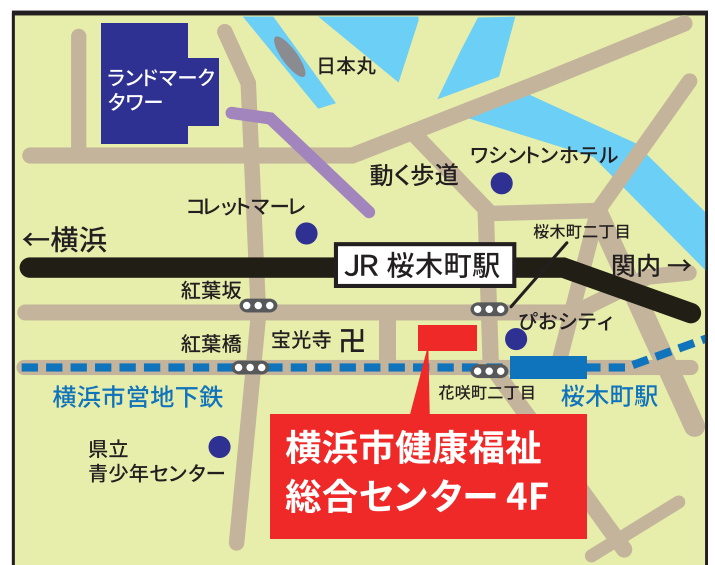 ランドマーク
タワー
日本丸
動く歩道
ワシントンホテル
コレットマーレ
桜木町二丁目
←横浜
JR 桜木町駅
関内→
紅葉坂
ぴおシティ
紅葉橋
宝光寺 卍
横浜市営地下鉄
花咲町二丁目
桜木町駅
県立
青少年センター
横浜市健康福祉
総合センター 4F